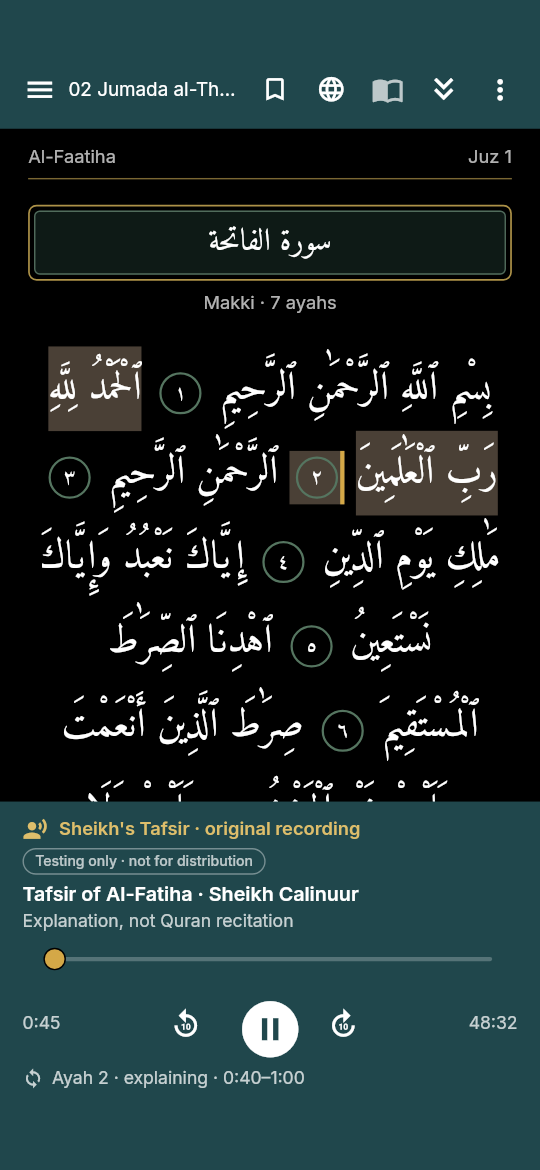 02 Jumada al-Th...
Al-Faatiha
Juz 1
سورة الفاتحة
Makki · 7 ayahs
بِسْمِ ٱللَّهِ ٱلرَّحْمَٰنِ ٱلرَّحِيمِ ١ ٱلْحَمْدُ لِلَّهِ
رَبِّ ٱلْعَٰلَمِينَ ٢ ٱلرَّحْمَٰنِ ٱلرَّحِيمِ ٣
مَٰلِكِ يَوْمِ ٱلدِّينِ ٤ إِيَّاكَ نَعْبُدُ وَإِيَّاكَ
نَسْتَعِينُ ٥ ٱهْدِنَا ٱلصِّرَٰطَ
ٱلْمُسْتَقِيمَ ٦ صِرَٰطَ ٱلَّذِينَ أَنْعَمْتَ
Sheikh's Tafsir · original recording
Testing only · not for distribution
Tafsir of Al-Fatiha · Sheikh Calinuur
Explanation, not Quran recitation
0:45
10
10
48:32
Ayah 2 · explaining · 0:40–1:00